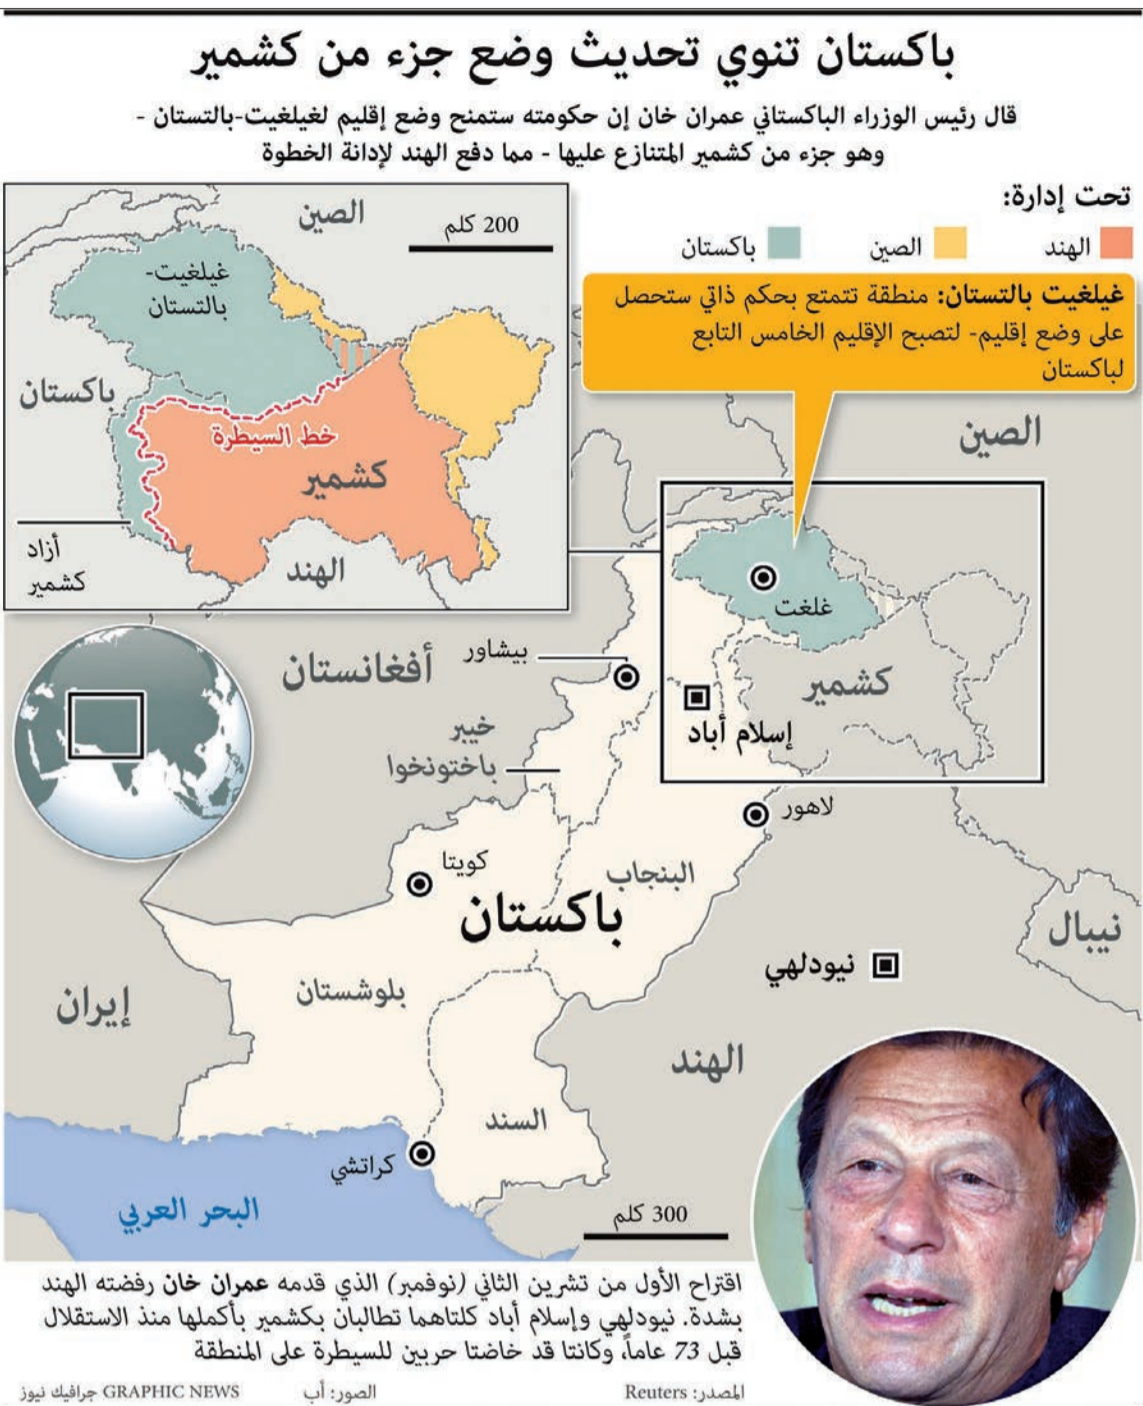 باكستان تنوي تحديث وضع جزء من كشمير
قال رئيس الوزراء الباكستاني عمران خان إن حكومته ستمنح وضع إقليم لغيلغيت-بالتستان -
وهو جزء من كشمير المتنازع عليها - مما دفع الهند لإدانة الخطوة
تحت إدارة:
الهند
الصين
باكستان
غيلغيت بالتستان: منطقة تتمتع بحكم ذاتي ستحصل
على وضع إقليم- لتصبح الإقليم الخامس التابع
لباكستان
الصين
200 كلم
غيلغيت-
بالتستان
باكستان
خط السيطرة
كشمير
أزاد
كشمير
الهند
الصين
غلغت
كشمير
إسلام أباد
بيشاور
أفغانستان
خيبر
باختونخوا
لاهور
كويتا
البنجاب
باكستان
نيبال
نيودلهي
بلوشستان
إيران
الهند
السند
كراتشي
البحر العربي
300 كلم
اقتراح الأول من تشرين الثاني (نوفمبر) الذي قدمه عمران خان رفضته الهند
بشدة. نيودلهي وإسلام أباد كلتاهما تطالبان بكشمير بأكملها منذ الاستقلال
قبل 73 عاماً، وكانتا قد خاضتا حربين للسيطرة على المنطقة
المصدر: Reuters
الصور: أب
GRAPHIC NEWS جرافيك نيوز